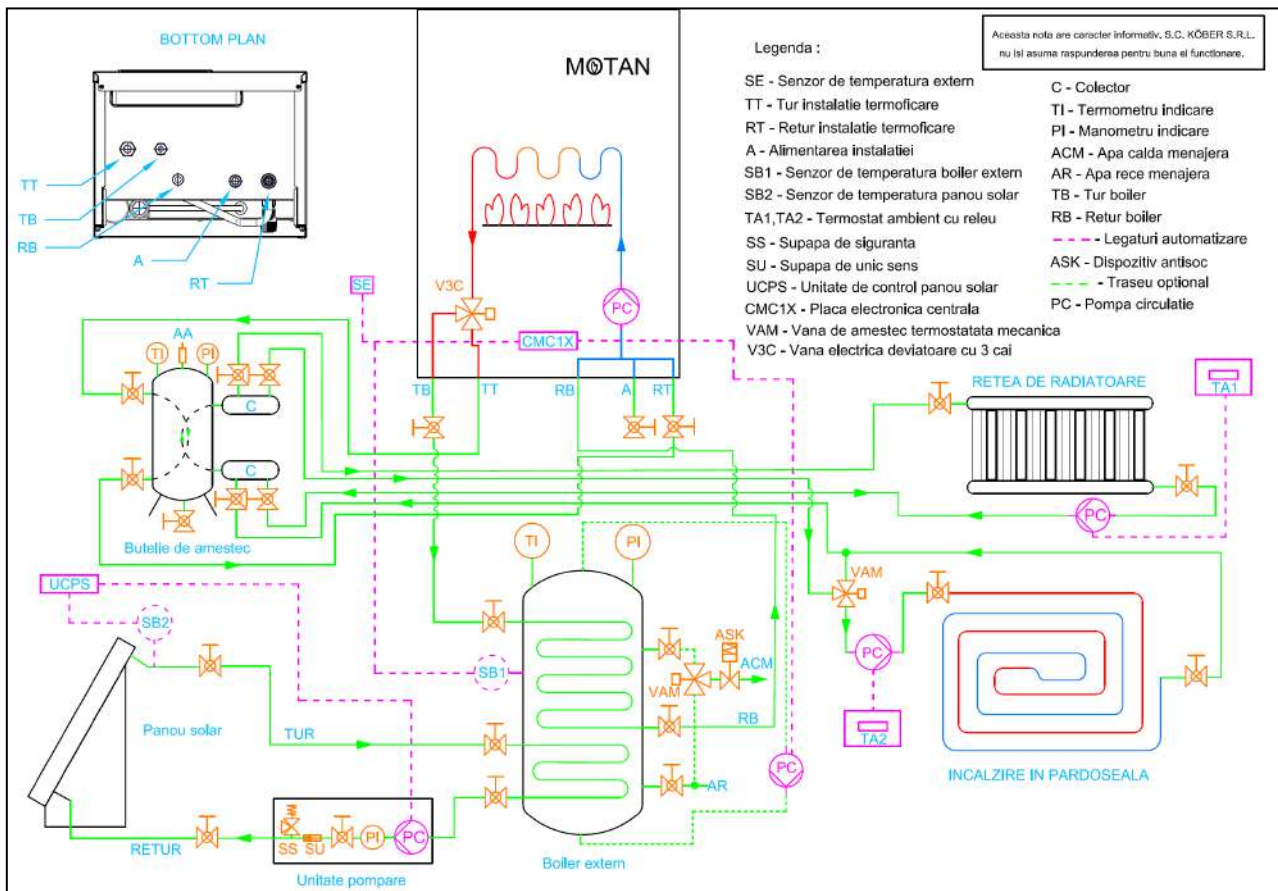 BOTTOM PLAN
TT
TB
RB
A
RT
MOTAN
V3C
PC
CMC1X
TB
TT
RB
A
RT
SE
Aceasta nota are caracter informativ. S.C. KÖBER S.R.L.
nu isi asuma raspunderea pentru buna ei functionare.
Legenda :
SE - Senzor de temperatura extern
TT - Tur instalatie termoficare
RT - Retur instalatie termoficare
A - Alimentarea instalatiei
SB1 - Senzor de temperatura boiler extern
SB2 - Senzor de temperatura panou solar
TA1,TA2 - Termostat ambient cu releu
SS - Supapa de siguranta
SU - Supapa de unic sens
UCPS - Unitate de control panou solar
CMC1X - Placa electronica centrala
VAM - Vana de amestec termostatata mecanica
V3C - Vana electrica deviatoare cu 3 cai
C - Colector
TI - Termometru indicare
PI - Manometru indicare
ACM - Apa calda menajera
AR - Apa rece menajera
TB - Tur boiler
RB - Retur boiler
- Legaturi automatizare
ASK - Dispozitiv antisoc
- Traseu optional
PC - Pompa circulatie
AA
TI
PI
C
C
Butelie de amestec
RETEA DE RADIATOARE
TA1
PC
UCPS
SB2
Panou solar
TUR
RETUR
SS
SU
PI
PC
Unitate pompare
TI
PI
SB1
ASK
ACM
VAM
RB
AR
PC
Boiler extern
VAM
PC
TA2
INCALZIRE IN PARDOSEALA